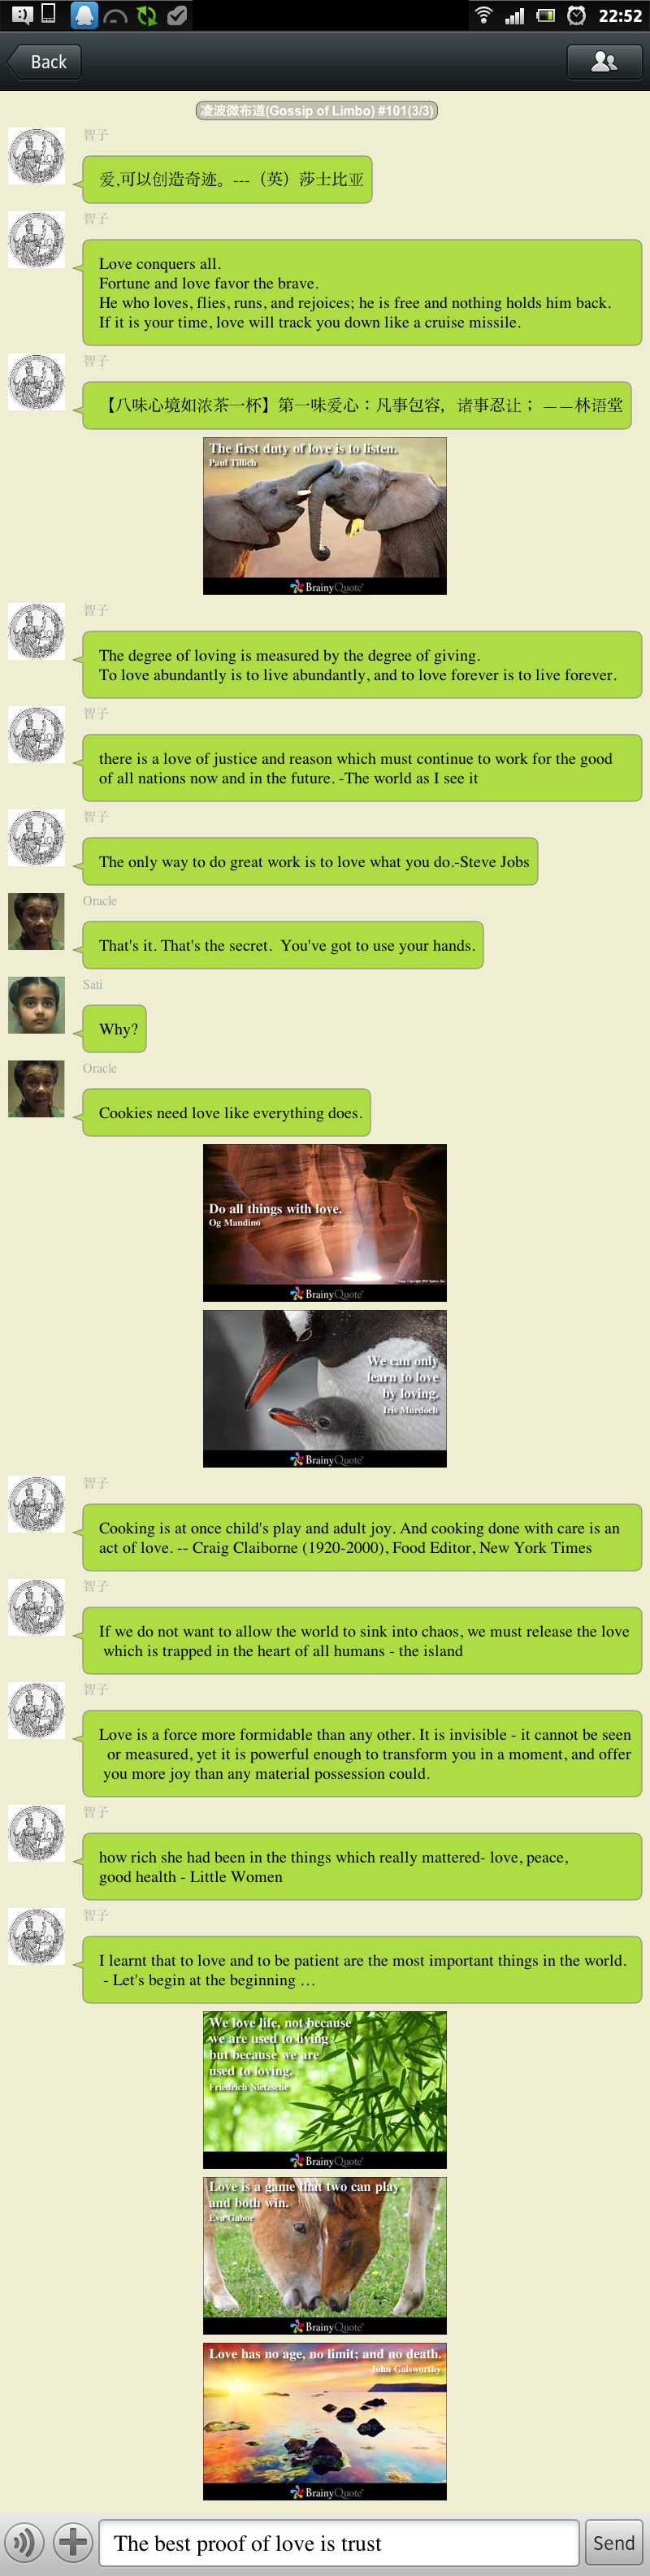 22:52
Back
凌波微布道(Gossip of Limbo) #101(3/3)
智子
爱,可以创造奇迹。---（英）莎士比亚
智子
Love conquers all.
Fortune and love favor the brave.
He who loves, flies, runs, and rejoices; he is free and nothing holds him back.
If it is your time, love will track you down like a cruise missile.
智子
【八味心境如浓茶一杯】第一味爱心：凡事包容，诸事忍让； ——林语堂
The first duty of love is to listen.
Paul Tillich
BrainyQuote
智子
The degree of loving is measured by the degree of giving.
To love abundantly is to live abundantly, and to love forever is to live forever.
智子
there is a love of justice and reason which must continue to work for the good
of all nations now and in the future. -The world as I see it
智子
The only way to do great work is to love what you do.-Steve Jobs
Oracle
That's it. That's the secret.  You've got to use your hands.
Sati
Why?
Oracle
Cookies need love like everything does.
Do all things with love.
Og Mandino
BrainyQuote
We can only
learn to love
by loving.
Iris Murdoch
BrainyQuote
智子
Cooking is at once child's play and adult joy. And cooking done with care is an
act of love. -- Craig Claiborne (1920-2000), Food Editor, New York Times
智子
If we do not want to allow the world to sink into chaos, we must release the love
which is trapped in the heart of all humans - the island
智子
Love is a force more formidable than any other. It is invisible - it cannot be seen
or measured, yet it is powerful enough to transform you in a moment, and offer
you more joy than any material possession could.
智子
how rich she had been in the things which really mattered- love, peace,
good health - Little Women
智子
I learnt that to love and to be patient are the most important things in the world.
- Let's begin at the beginning …
We love life, not because
we are used to living
but because we are
used to loving.
Friedrich Nietzsche
BrainyQuote
Love is a game that two can play
and both win.
Eva Gabor
BrainyQuote
Love has no age, no limit; and no death.
John Galsworthy
BrainyQuote
The best proof of love is trust
Send